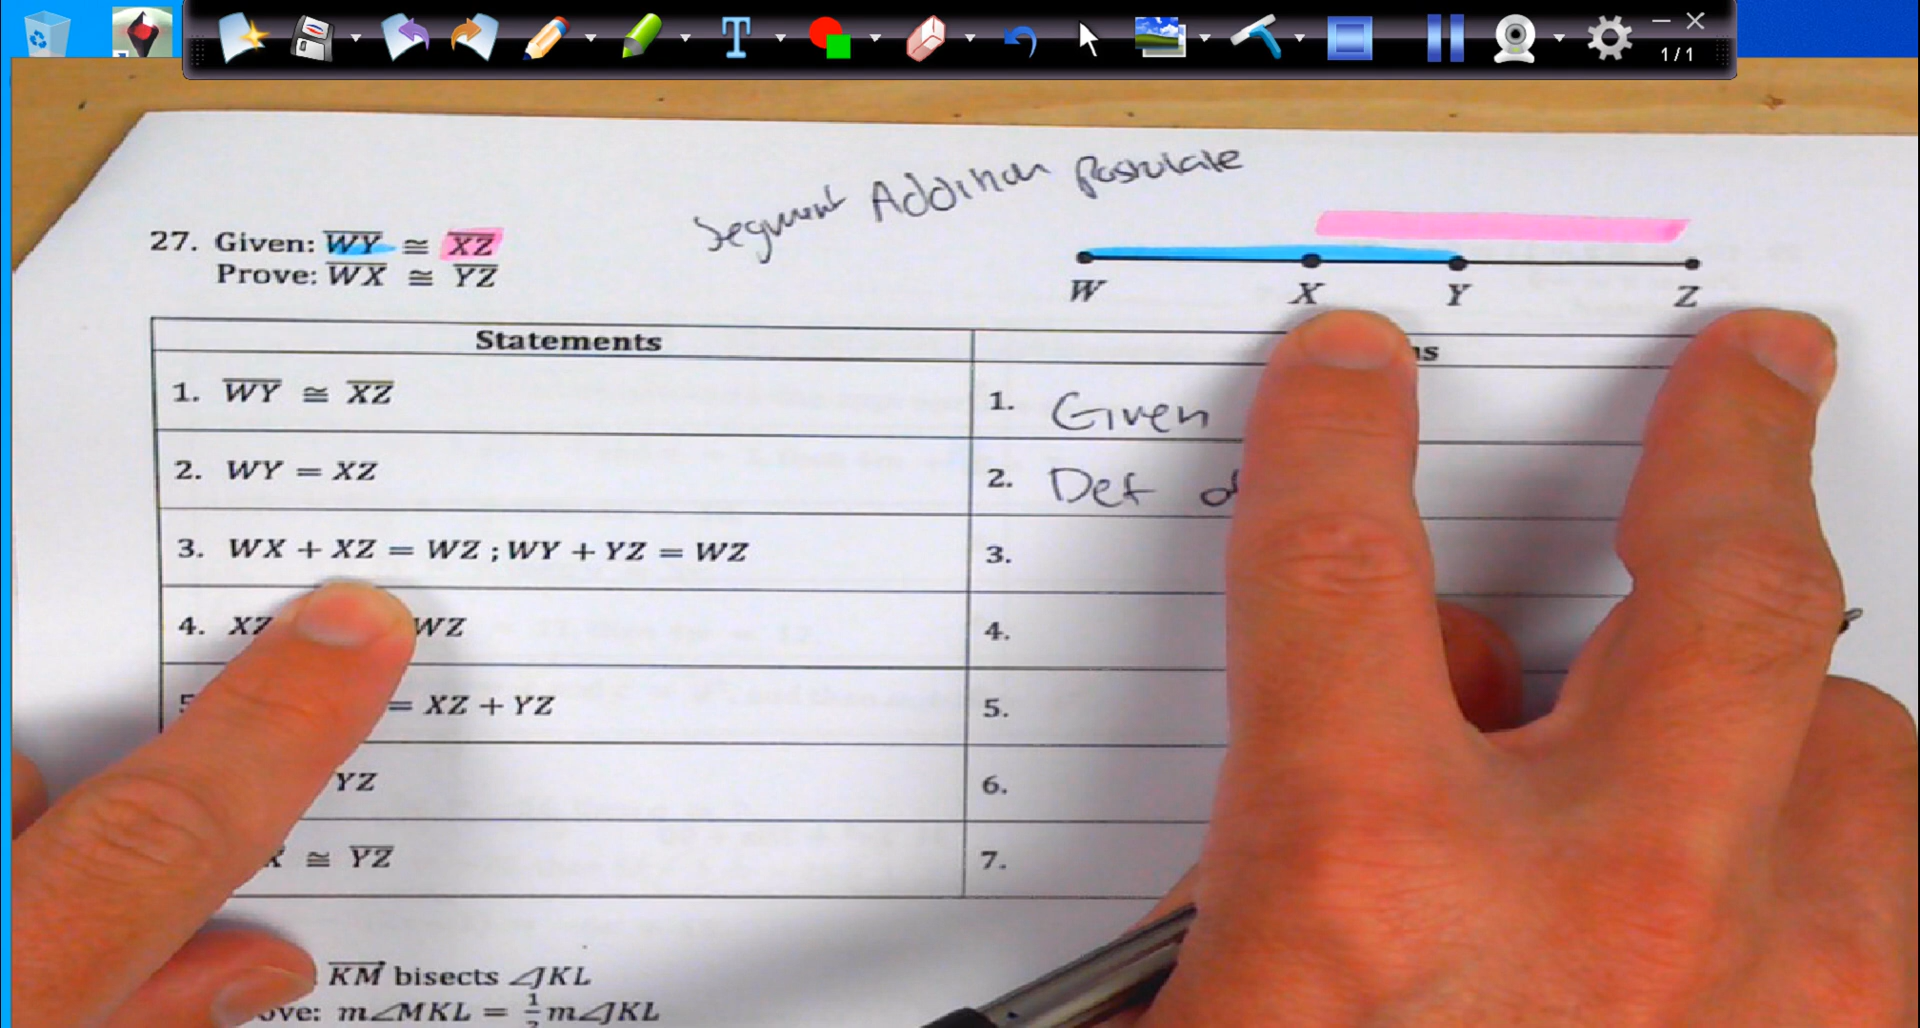 1/1
Segment Addition Postulate
27. Given: WY ≅ XZ
Prove: WX ≅ YZ
W X Y Z
Statements
1. WY ≅ XZ
1. Given
2. WY = XZ
2. Def
3. WX + XZ = WZ ; WY + YZ = WZ
3.
4. XZ WZ
4.
= XZ + YZ
5.
YZ
6.
≅ YZ
7.
KM bisects ∠JKL
m∠MKL = 1/2 m∠JKL